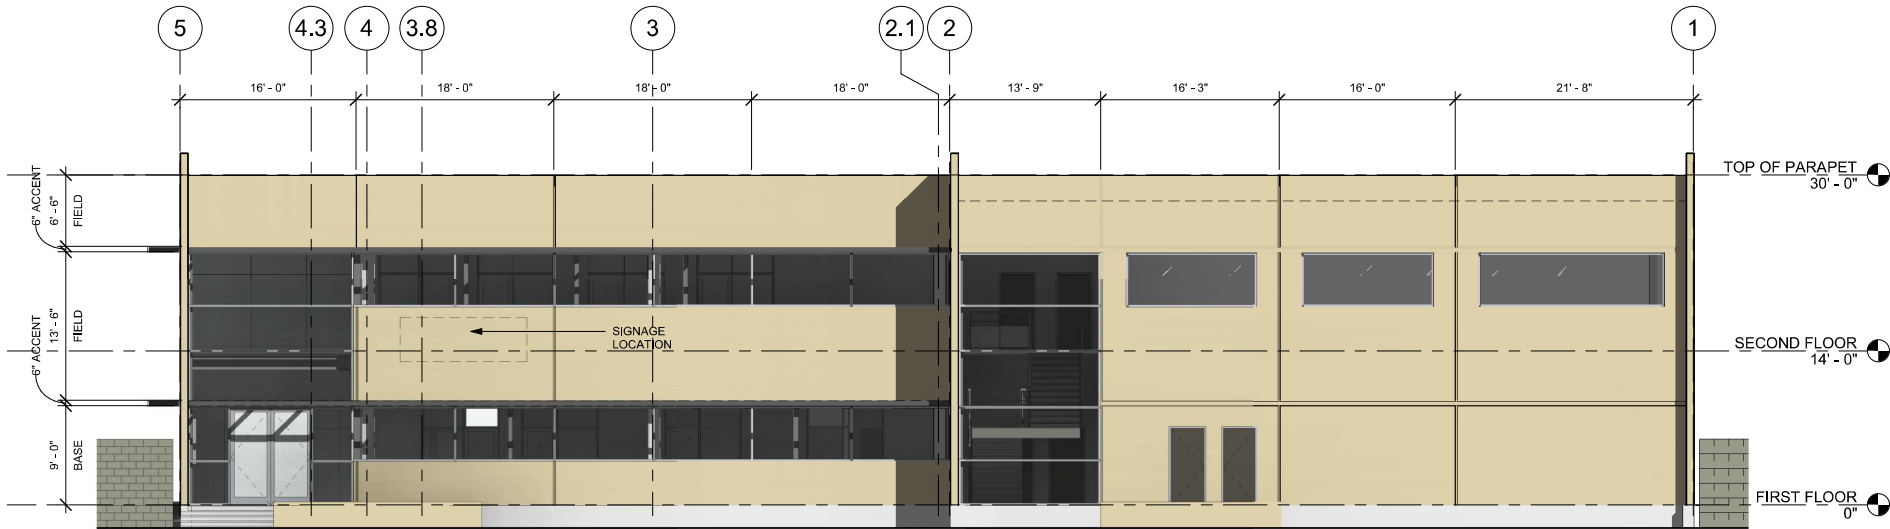 5
4.3
4
3.8
3
2.1
2
1
16' - 0"
18' - 0"
18' - 0"
18' - 0"
13' - 9"
16' - 3"
16' - 0"
21' - 8"
6" ACCENT
6' - 6"
FIELD
TOP OF PARAPET
30' - 0"
6" ACCENT
13' - 6"
FIELD
SIGNAGE
LOCATION
SECOND FLOOR
14' - 0"
9' - 0"
BASE
FIRST FLOOR
0"